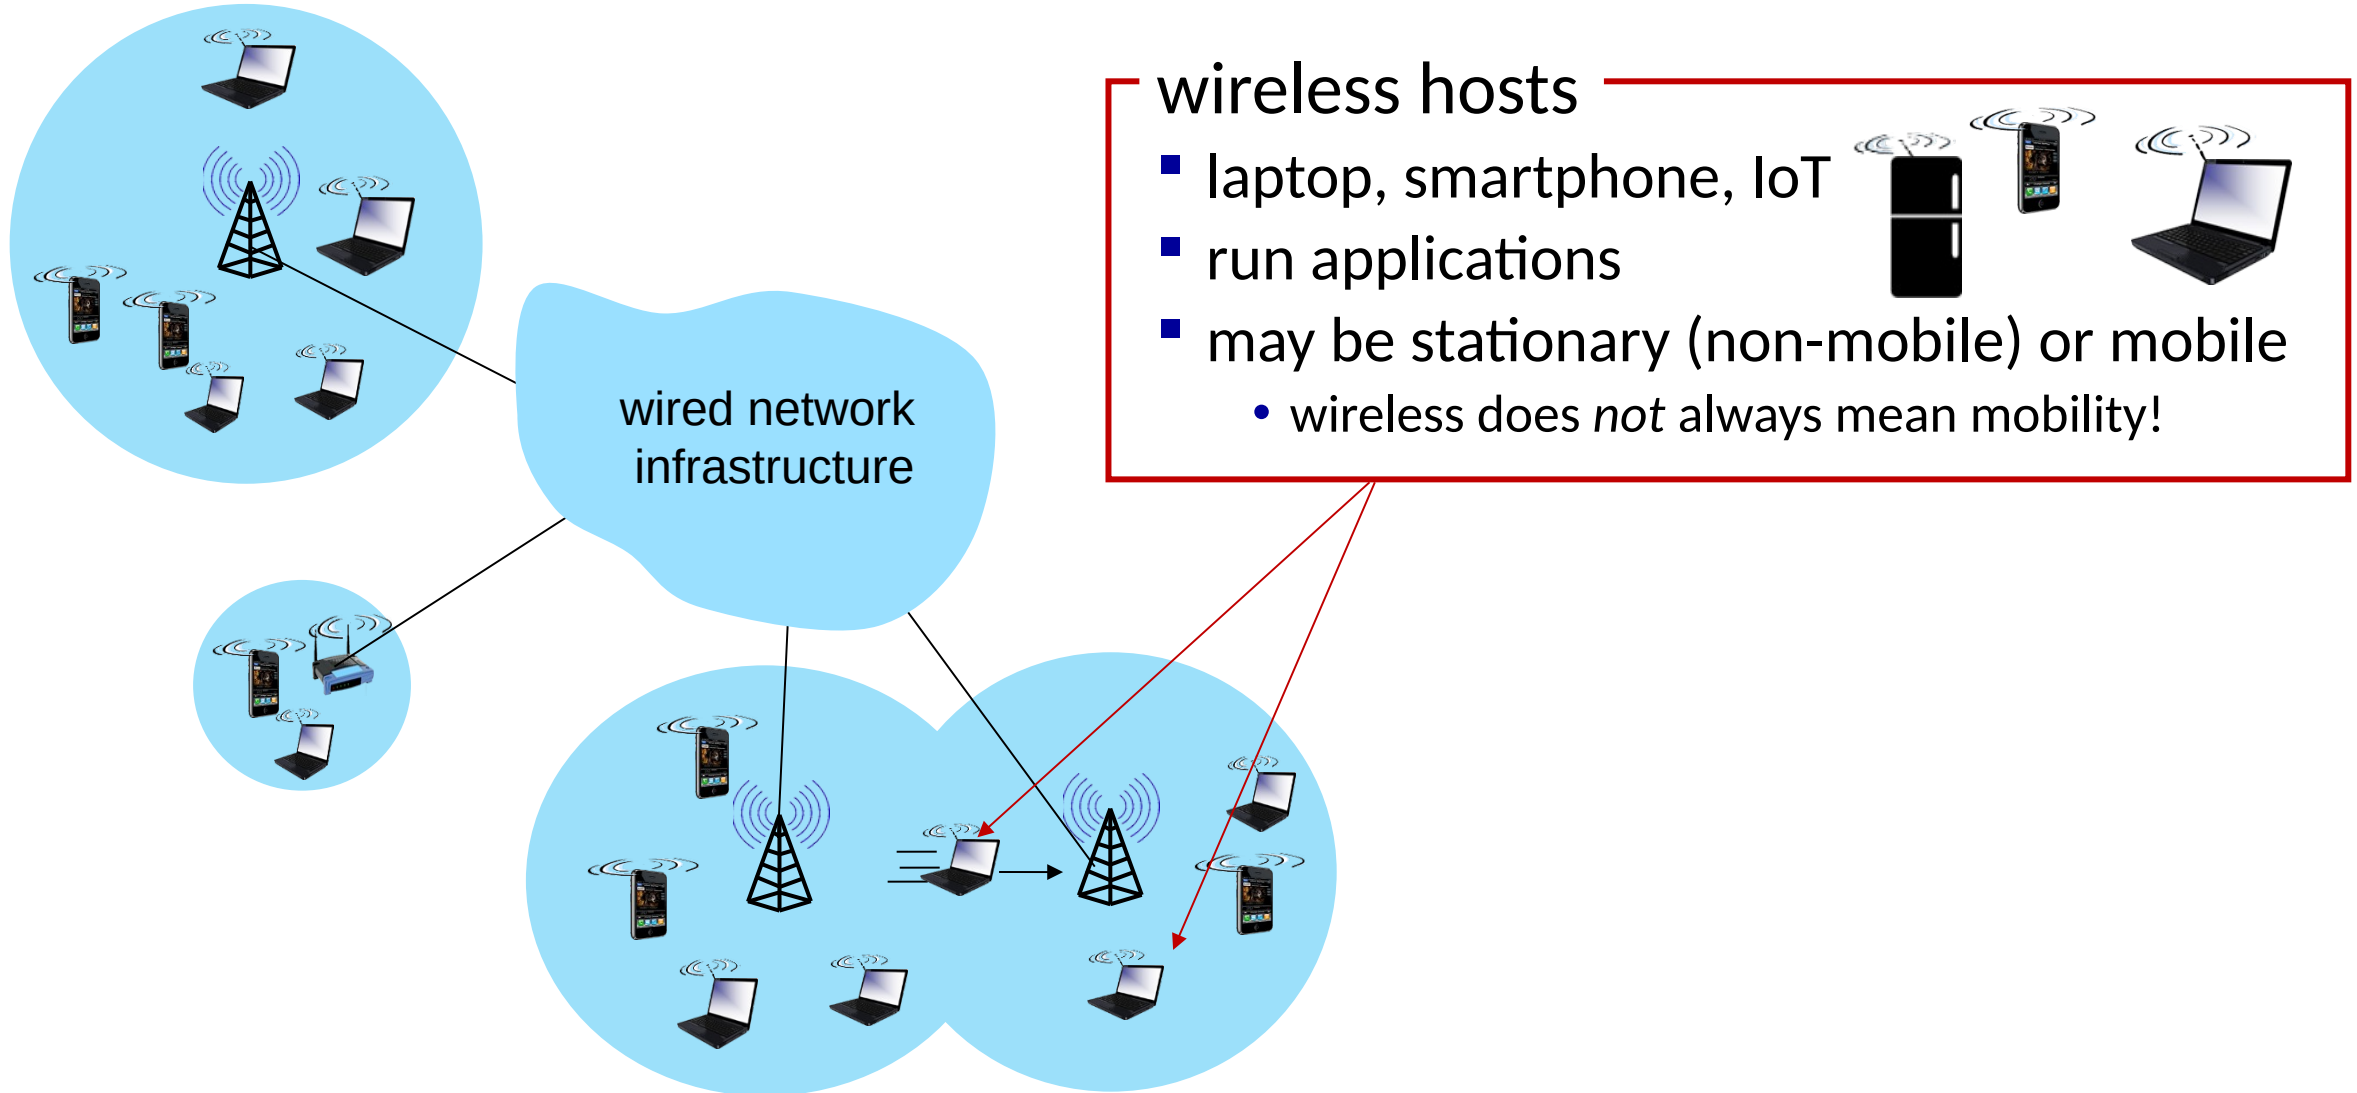 wireless hosts
laptop, smartphone, IoT
run applications
may be stationary (non-mobile) or mobile
wireless does not always mean mobility!
wired network
infrastructure